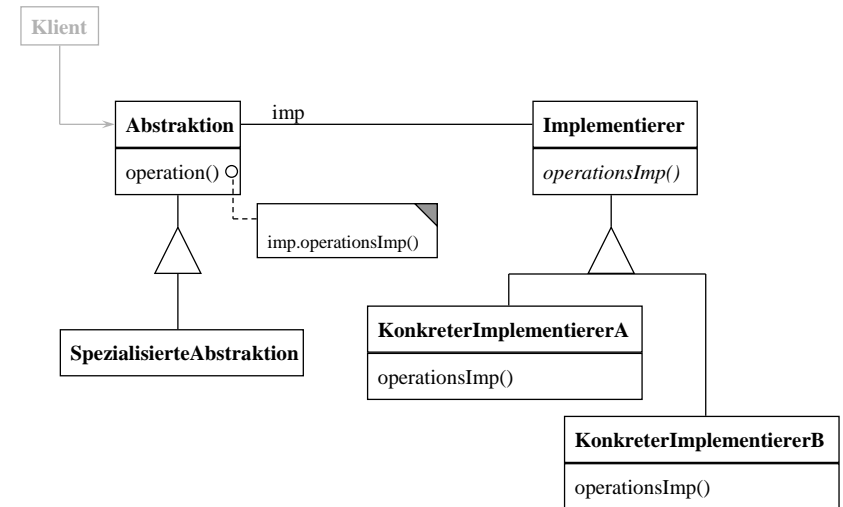 Klient
Abstraktion
imp
Implementierer
operation()
operationsImp()
imp.operationsImp()
SpezialisierteAbstraktion
KonkreterImplementiererA
operationsImp()
KonkreterImplementiererB
operationsImp()